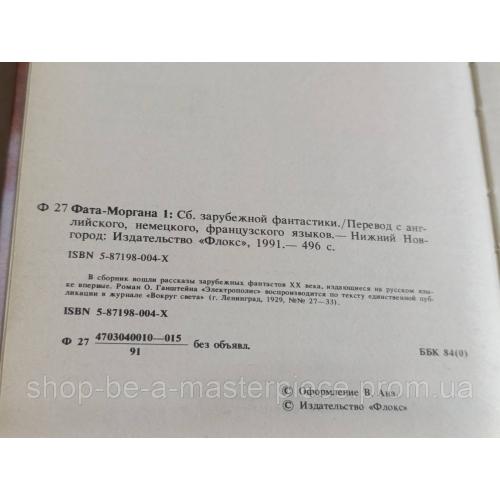 Ф 27 Фата-Моргана 1: Сб. зарубежной фантастики./Перевод с анг-
лийского, немецкого, французского языков.— Нижний Нов-
город: Издательство «Флокс», 1991.— 496 с.
ISBN 5-87198-004-X
В сборник вошли рассказы зарубежных фантастов XX века, издающиеся на русском язы-
ке впервые. Роман О. Ганштейна «Электрополис» воспроизводится по тексту единственной пуб-
ликации в журнале «Вокруг света» (г. Ленинград, 1929, №№ 27—33).
ISBN 5-87198-004-X
Ф 27 4703040010—015
91
без объявл.
ББК 84(0)
shop-be-a-masterpiece.prom.ua
© Оформление В. Ана
© Издательство «Флокс»